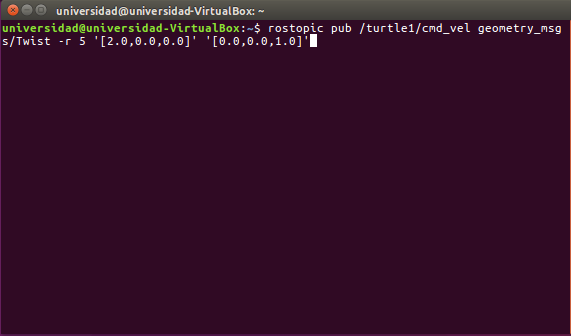 universidad@universidad-VirtualBox: ~
universidad@universidad-VirtualBox:~$ rostopic pub /turtle1/cmd_vel geometry_msg
s/Twist -r 5 '[2.0,0.0,0.0]' '[0.0,0.0,1.0]'